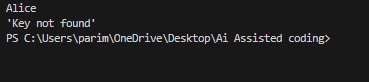 Alice
'Key not found'
PS C:\Users\parim\OneDrive\Desktop\Ai Assisted coding>